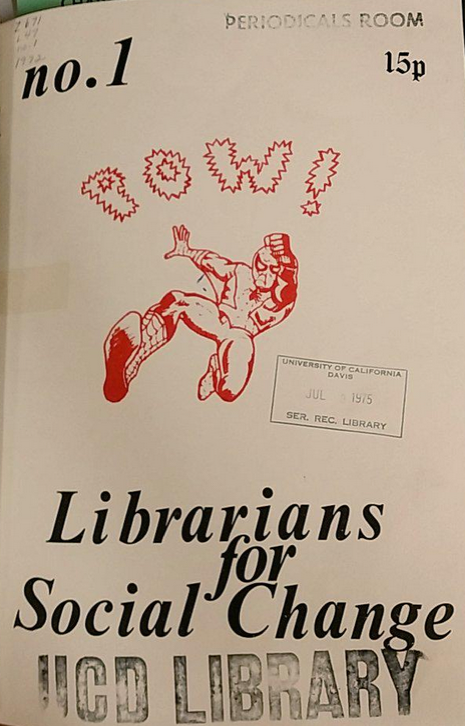 PERIODICALS ROOM
no.1
15p
POW!
UNIVERSITY OF CALIFORNIA
DAVIS
JUL 1975
SER. REC. LIBRARY
Librarians
for
Social Change
UCD LIBRARY